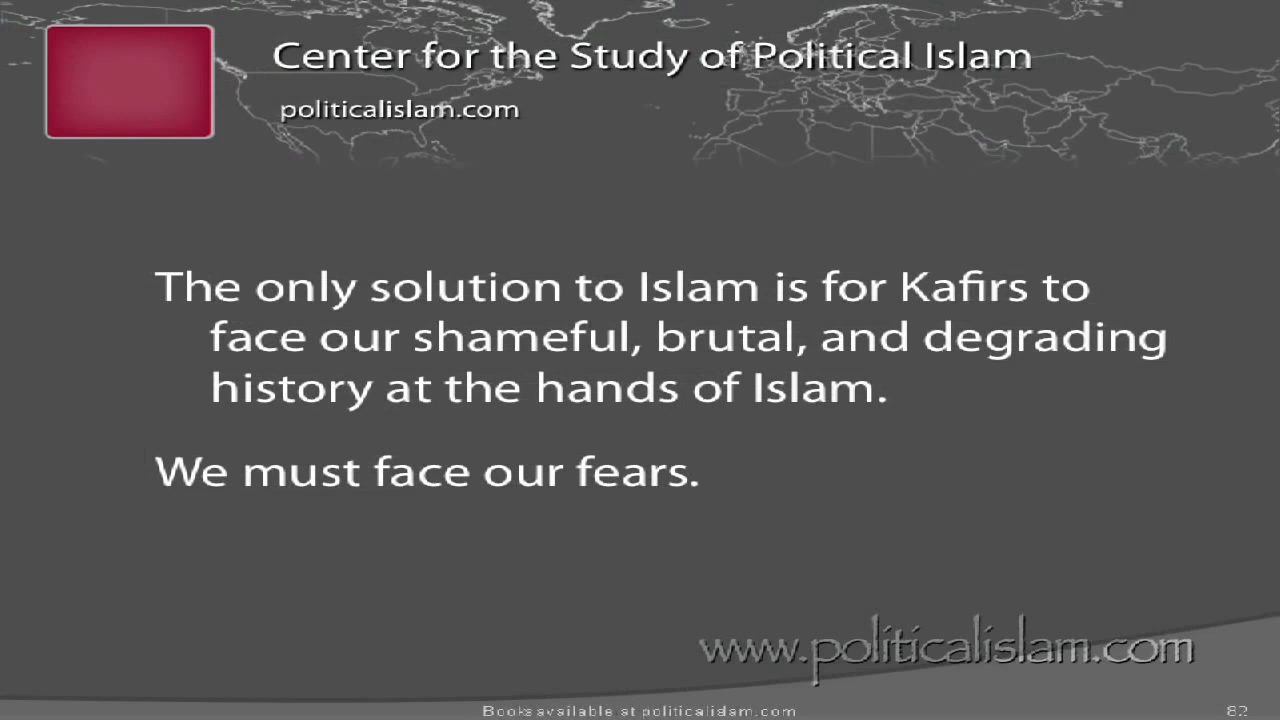 Center for the Study of Political Islam
politicalislam.com
The only solution to Islam is for Kafirs to
face our shameful, brutal, and degrading
history at the hands of Islam.
We must face our fears.
www.politicalislam.com
Books available at politicalislam.com
82